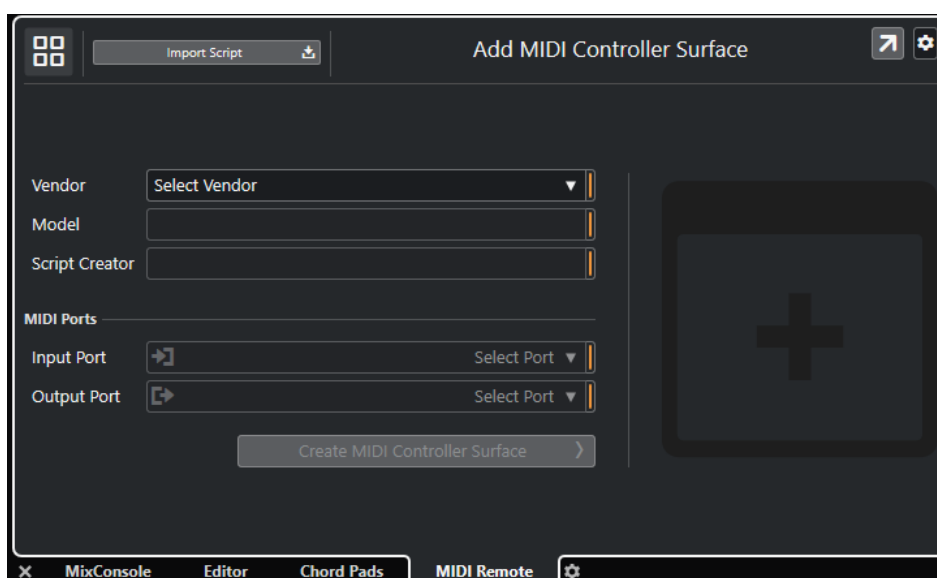 Import Script
Add MIDI Controller Surface
Vendor
Select Vendor
Model
Script Creator
MIDI Ports
Input Port
Select Port
Output Port
Select Port
Create MIDI Controller Surface
MixConsole
Editor
Chord Pads
MIDI Remote